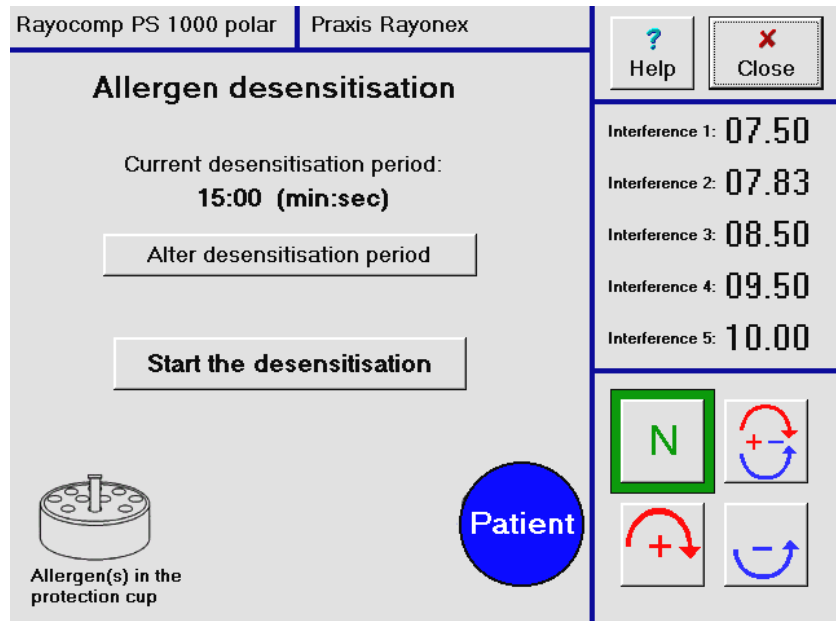 Rayocomp PS 1000 polar
Praxis Rayonex
?
Help
Close
Allergen desensitisation
Current desensitisation period:
15:00 (min:sec)
Alter desensitisation period
Start the desensitisation
Interference 1: 07.50
Interference 2: 07.83
Interference 3: 08.50
Interference 4: 09.50
Interference 5: 10.00
N
+ −
+
−
Patient
Allergen(s) in the
protection cup